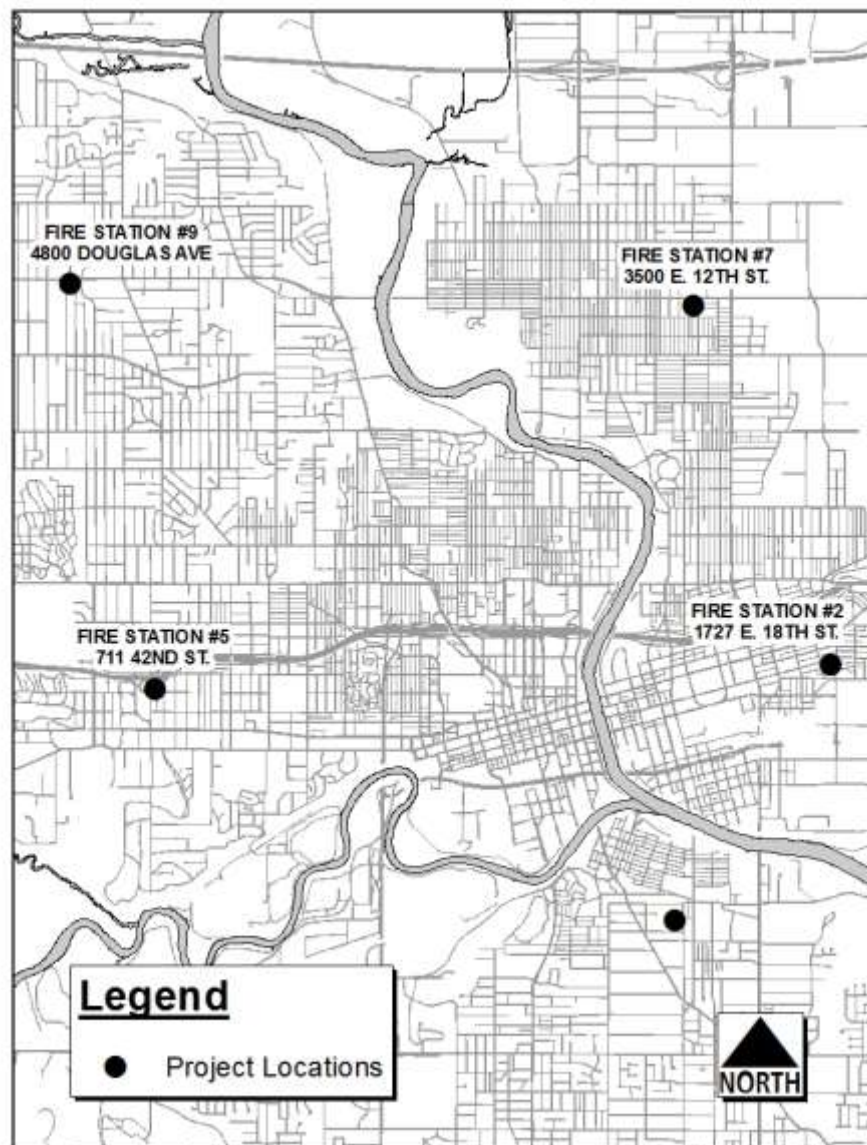 FIRE STATION #9
4800 DOUGLAS AVE
FIRE STATION #7
3500 E. 12TH ST.
FIRE STATION #2
1727 E. 18TH ST.
FIRE STATION #5
711 42ND ST.
Legend
Project Locations
NORTH